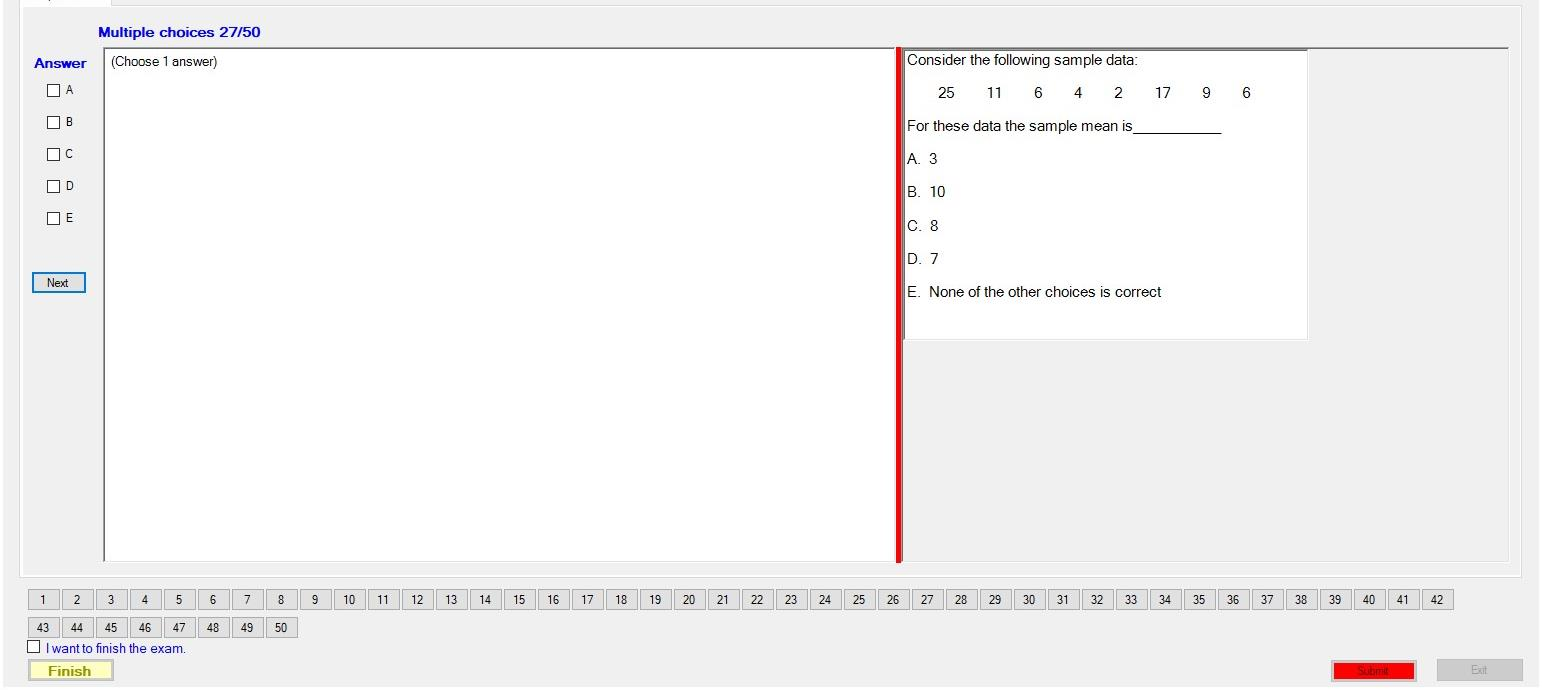 Multiple choices 27/50
Answer
A
B
C
D
E
Next
(Choose 1 answer)
Consider the following sample data:
25 11 6 4 2 17 9 6
For these data the sample mean is___________
A. 3
B. 10
C. 8
D. 7
E. None of the other choices is correct
1 2 3 4 5 6 7 8 9 10 11 12 13 14 15 16 17 18 19 20 21 22 23 24 25 26 27 28 29 30 31 32 33 34 35 36 37 38 39 40 41 42
43 44 45 46 47 48 49 50
I want to finish the exam.
Finish
Submit
Exit